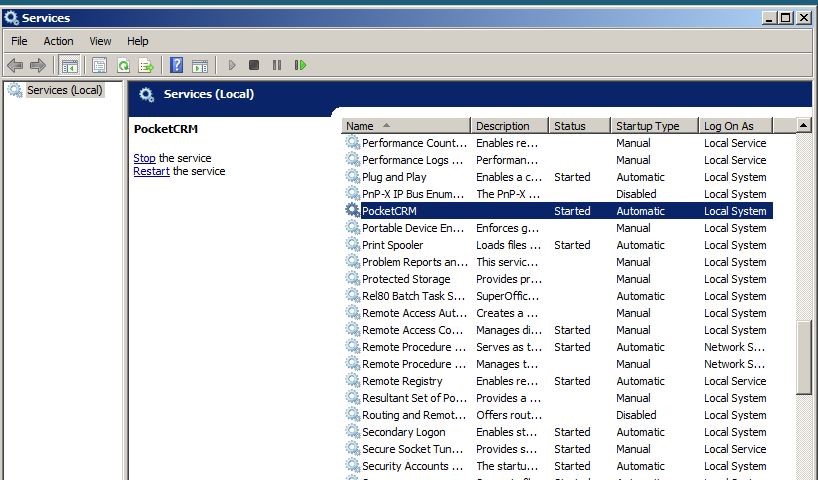 Services
File Action View Help
Services (Local)
Services (Local)
PocketCRM
Stop the service
Restart the service
Name Description Status Startup Type Log On As
Performance Count... Enables re... Manual Local Service
Performance Logs ... Performan... Manual Local Service
Plug and Play Enables a c... Started Automatic Local System
PnP-X IP Bus Enum... The PnP-X ... Disabled Local System
PocketCRM Started Automatic Local System
Portable Device En... Enforces g... Manual Local System
Print Spooler Loads files ... Started Automatic Local System
Problem Reports an... This servic... Manual Local System
Protected Storage Provides pr... Manual Local System
Rel80 Batch Task S... SuperOffic... Automatic Local System
Remote Access Aut... Creates a ... Manual Local System
Remote Access Co... Manages di... Started Manual Local System
Remote Procedure ... Serves as t... Started Automatic Network S...
Remote Procedure ... Manages t... Manual Network S...
Remote Registry Enables re... Started Automatic Local Service
Resultant Set of Po... Provides a ... Manual Local System
Routing and Remot... Offers rout... Disabled Local System
Secondary Logon Enables st... Started Automatic Local System
Secure Socket Tun... Provides s... Started Manual Local Service
Security Accounts ... The startu... Started Automatic Local System